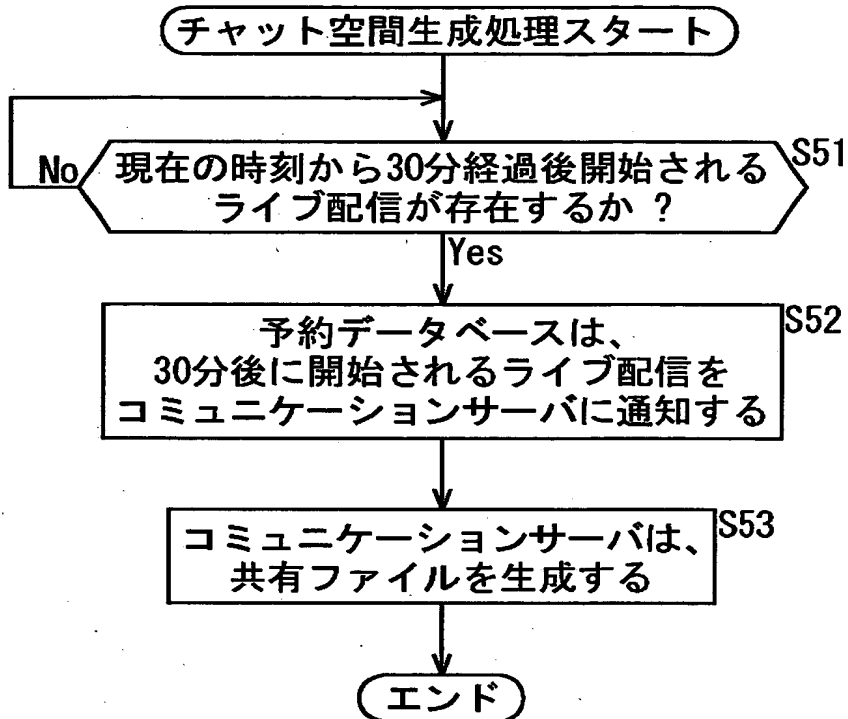 チャット空間生成処理スタート
現在の時刻から30分経過後開始される
ライブ配信が存在するか ?
S51
No
Yes
予約データベースは、
30分後に開始されるライブ配信を
コミュニケーションサーバに通知する
S52
コミュニケーションサーバは、
共有ファイルを生成する
S53
エンド